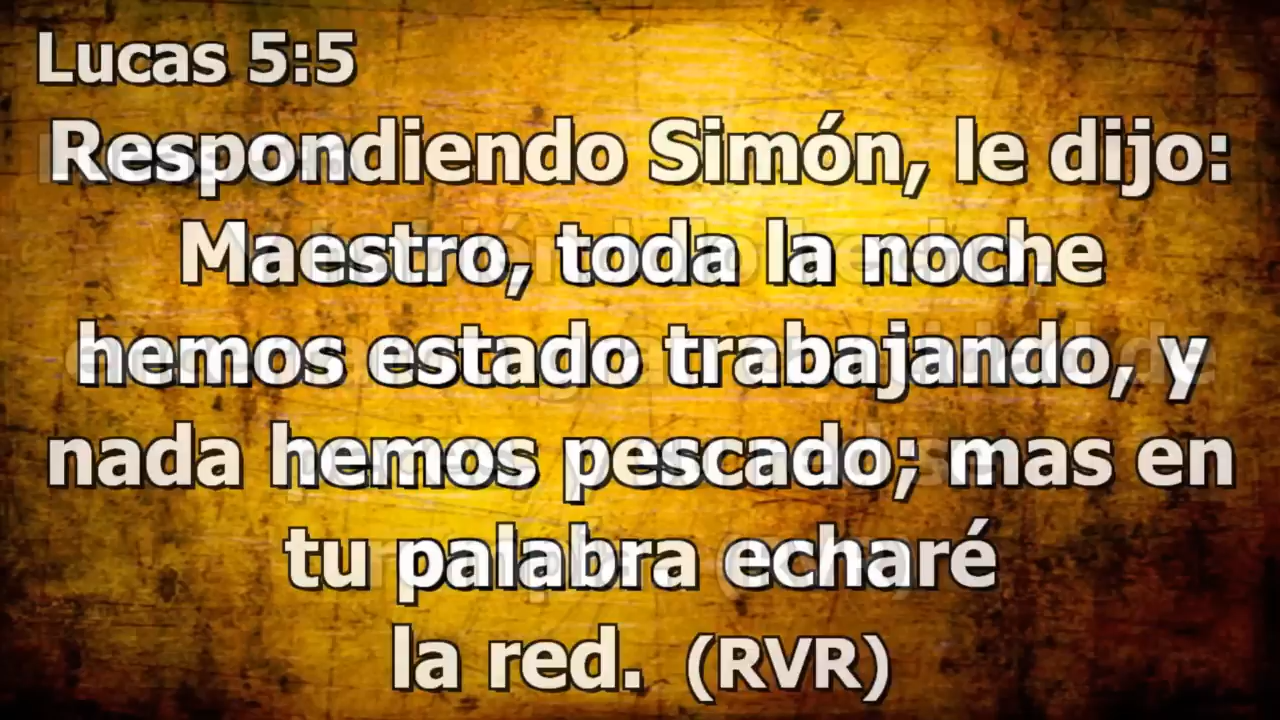 Lucas 5:5
Respondiendo Simón, le dijo:
Maestro, toda la noche
hemos estado trabajando, y
nada hemos pescado; mas en
tu palabra echaré
la red. (RVR)